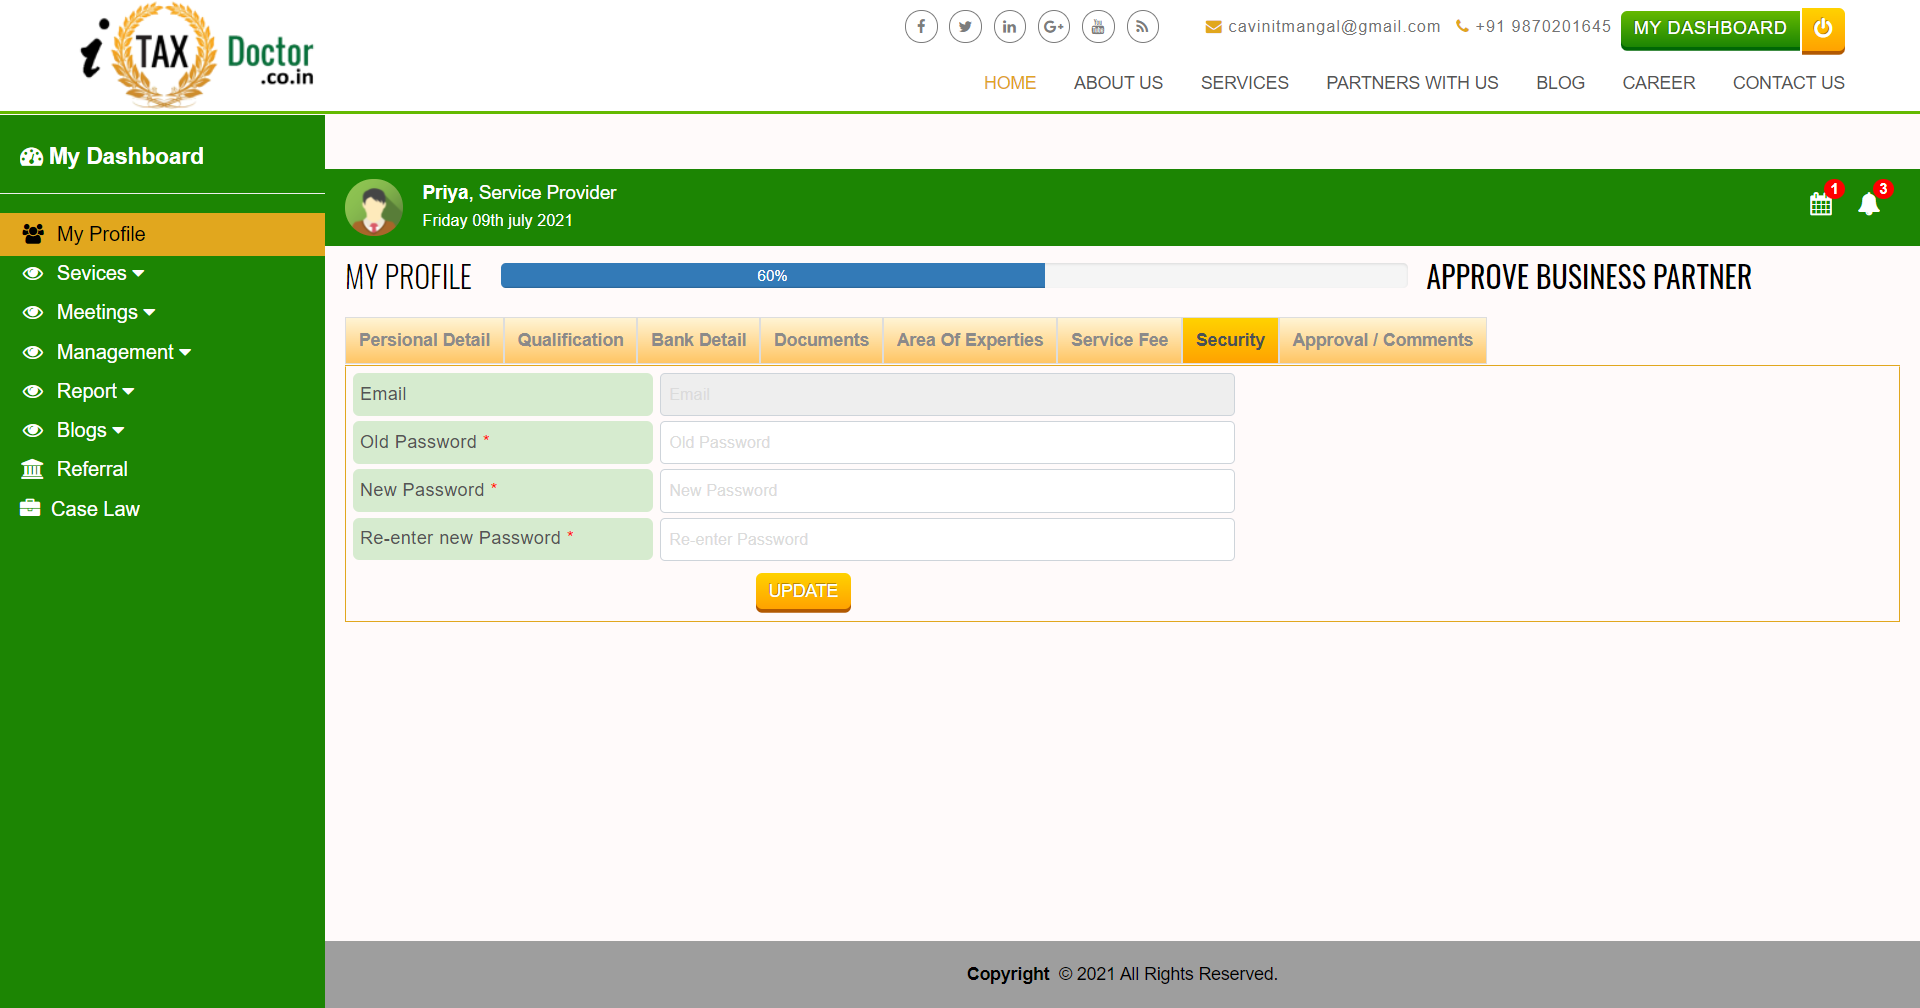 i TAX Doctor
.co.in
cavinitmangal@gmail.com +91 9870201645 MY DASHBOARD
HOME ABOUT US SERVICES PARTNERS WITH US BLOG CAREER CONTACT US
My Dashboard
My Profile
Sevices
Meetings
Management
Report
Blogs
Referral
Case Law
Priya, Service Provider
Friday 09th july 2021
1 3
MY PROFILE 60% APPROVE BUSINESS PARTNER
Persional Detail Qualification Bank Detail Documents Area Of Experties Service Fee Security Approval / Comments
Email Email
Old Password * Old Password
New Password * New Password
Re-enter new Password * Re-enter Password
UPDATE
Copyright © 2021 All Rights Reserved.